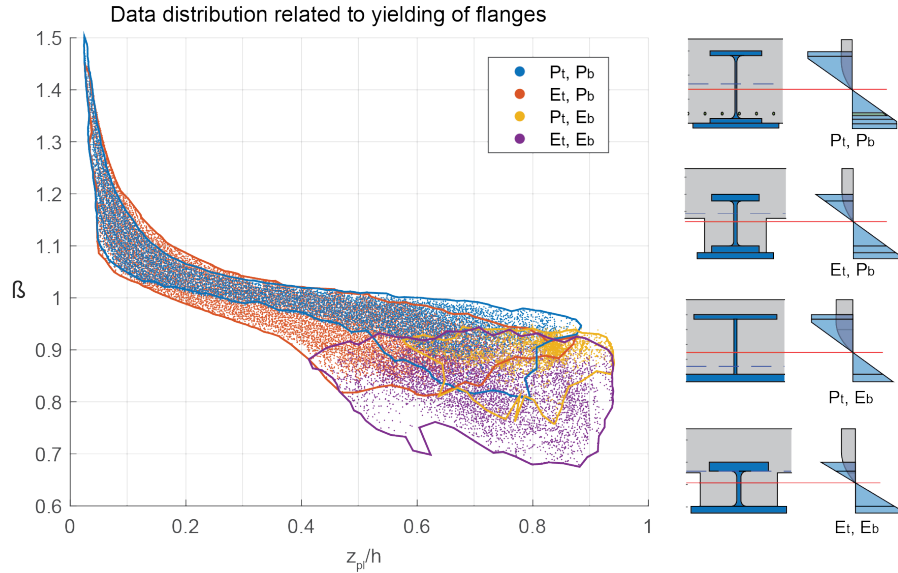 Data distribution related to yielding of flanges
1.5
1.4
1.3
1.2
1.1
1
0.9
0.8
0.7
0.6
ß
0
0.2
0.4
0.6
0.8
1
z_pl/h
Pt, Pb
Et, Pb
Pt, Eb
Et, Eb
Pt, Pb
Et, Pb
Pt, Eb
Et, Eb